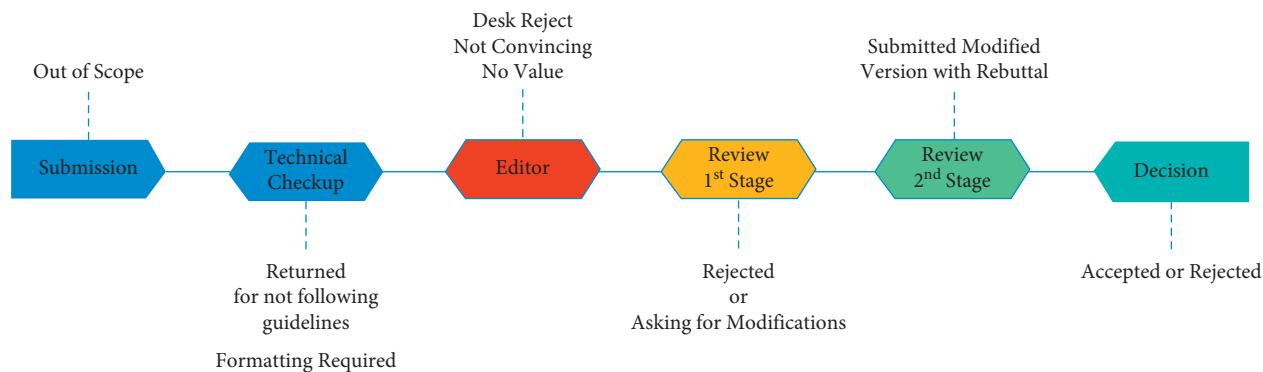 Desk Reject
Not Convincing
No Value
Submitted Modified
Version with Rebuttal
Out of Scope
Submission
Technical
Checkup
Editor
Review
1st Stage
Review
2nd Stage
Decision
Returned
for not following
guidelines
Formatting Required
Rejected
or
Asking for Modifications
Accepted or Rejected